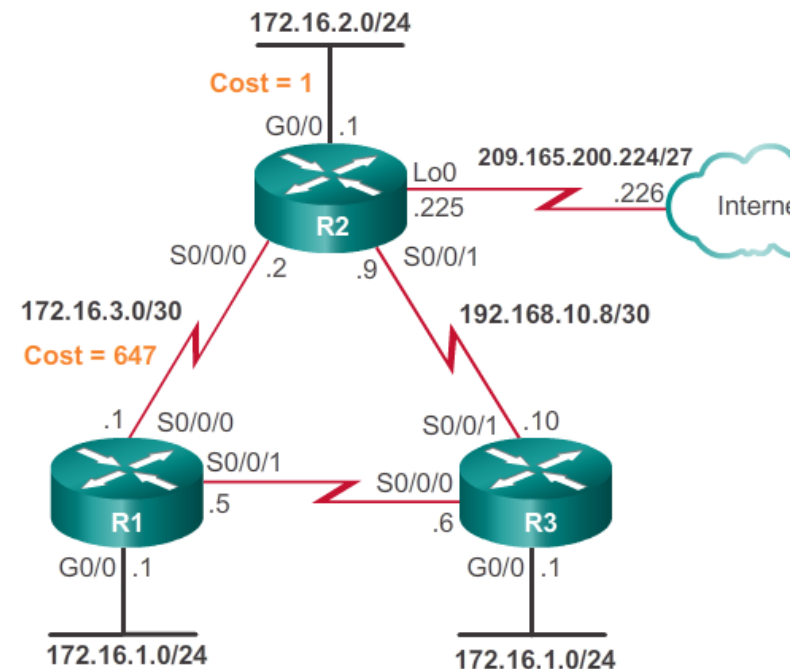 172.16.2.0/24
Cost = 1
G0/0 .1
209.165.200.224/27
Lo0
.226
.225
Interne
R2
S0/0/0
.2
.9
S0/0/1
172.16.3.0/30
192.168.10.8/30
Cost = 647
.1
S0/0/0
S0/0/1
.10
S0/0/1
S0/0/0
.5
.6
R1
R3
G0/0 .1
G0/0 .1
172.16.1.0/24
172.16.1.0/24